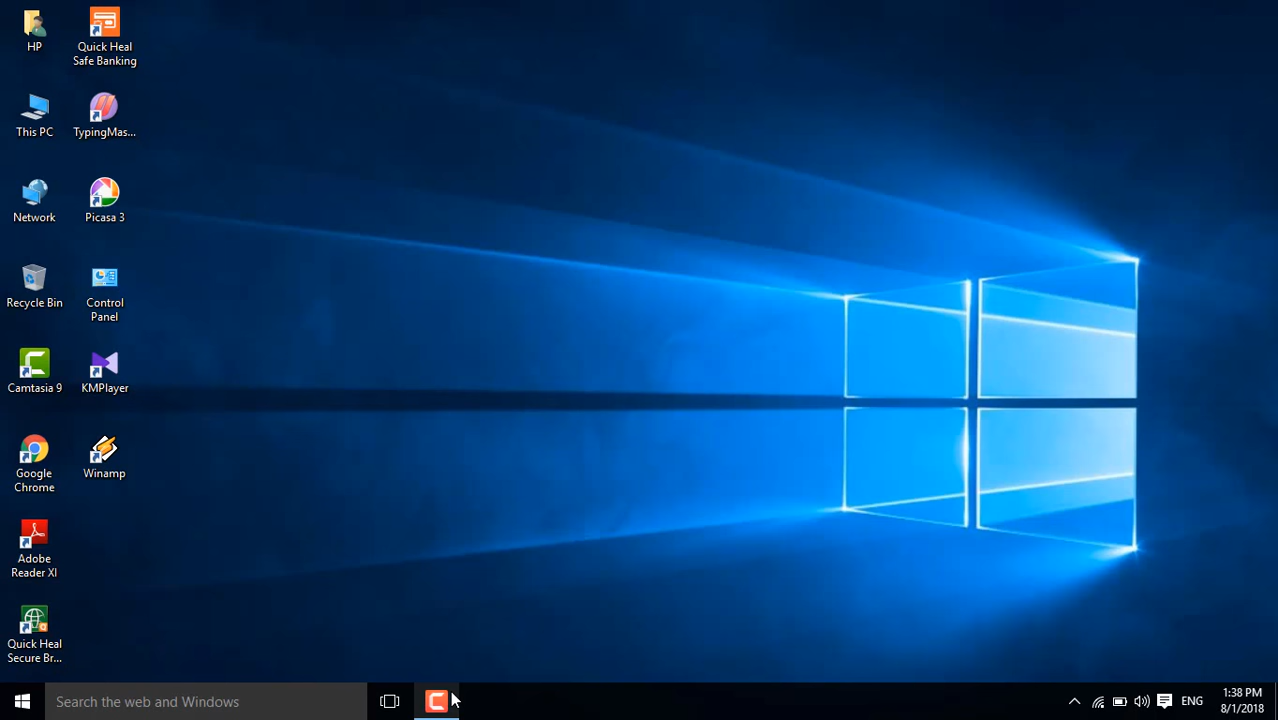 HP
Quick Heal
Safe Banking
This PC
TypingMas...
Network
Picasa 3
Recycle Bin
Control
Panel
Camtasia 9
KMPlayer
Google
Chrome
Winamp
Adobe
Reader XI
Quick Heal
Secure Br...
Search the web and Windows
ENG
1:38 PM
8/1/2018